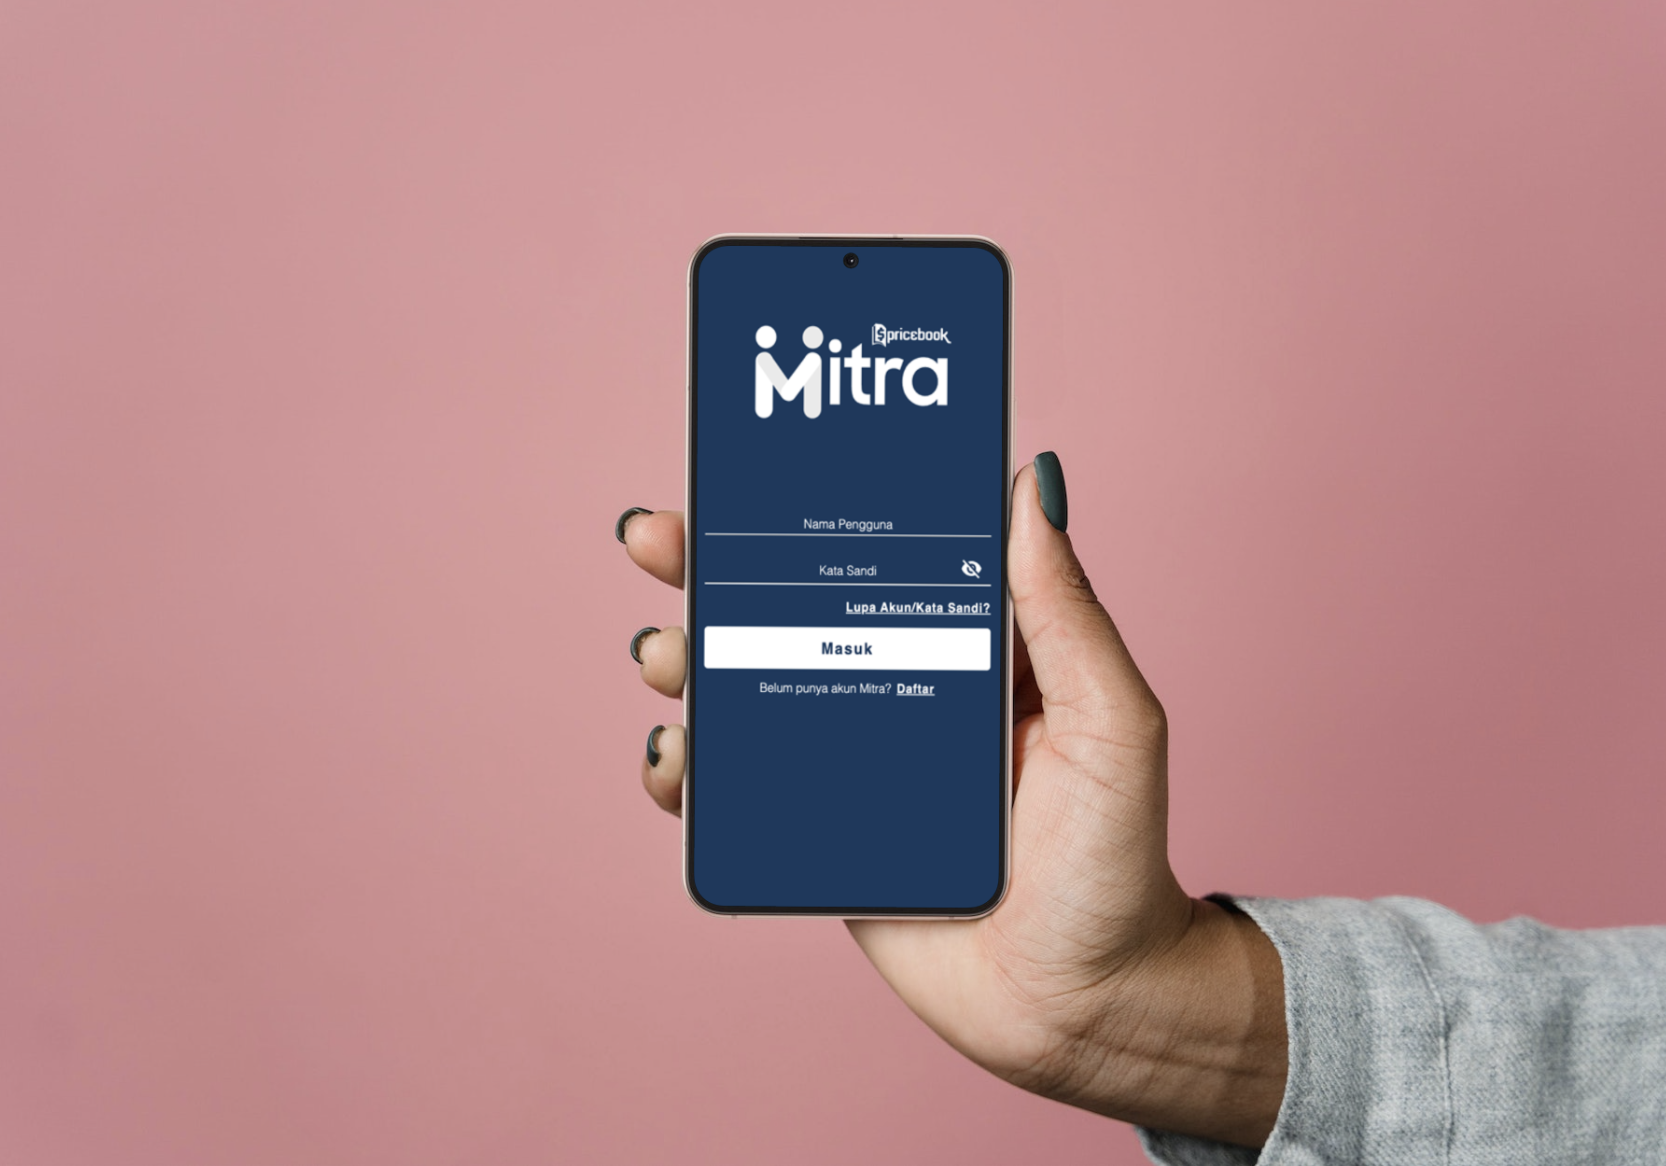 pricebook
Mitra
Nama Pengguna
Kata Sandi
Lupa Akun/Kata Sandi?
Masuk
Belum punya akun Mitra? Daftar